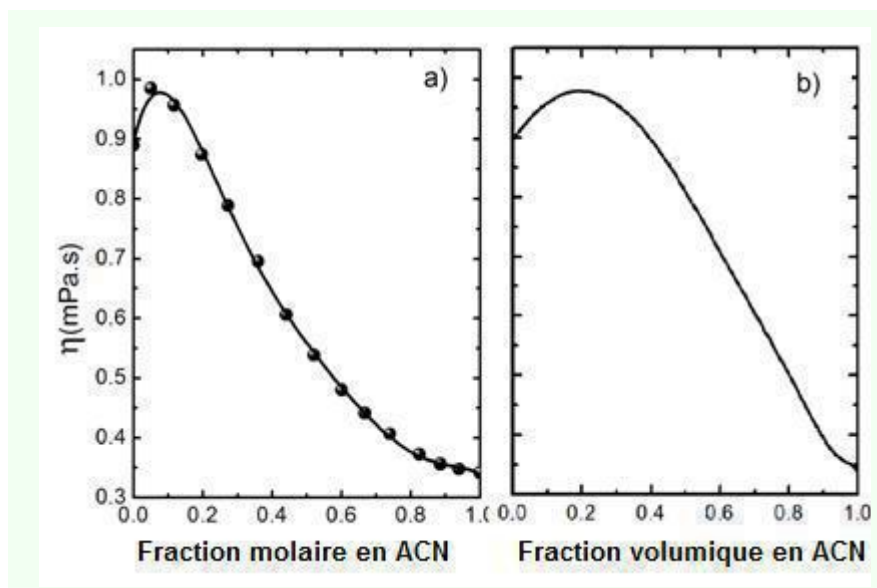 a)
b)
1.0
0.9
0.8
0.7
0.6
0.5
0.4
0.3
η(mPa.s)
0.0 0.2 0.4 0.6 0.8 1.0
0.0 0.2 0.4 0.6 0.8 1.0
Fraction molaire en ACN
Fraction volumique en ACN